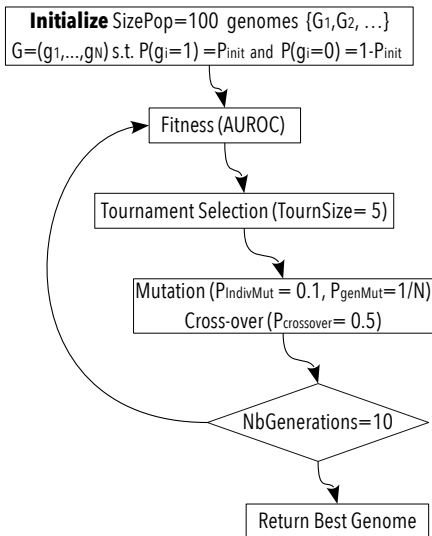 Initialize SizePop=100 genomes {G1,G2, ...}
G=(g1,...,gN) s.t. P(gi=1) =Pinit and P(gi=0) =1-Pinit
Fitness (AUROC)
Tournament Selection (TournSize= 5)
Mutation (PIndivMut = 0.1, PgenMut=1/N)
Cross-over (Pcrossover= 0.5)
NbGenerations=10
Return Best Genome